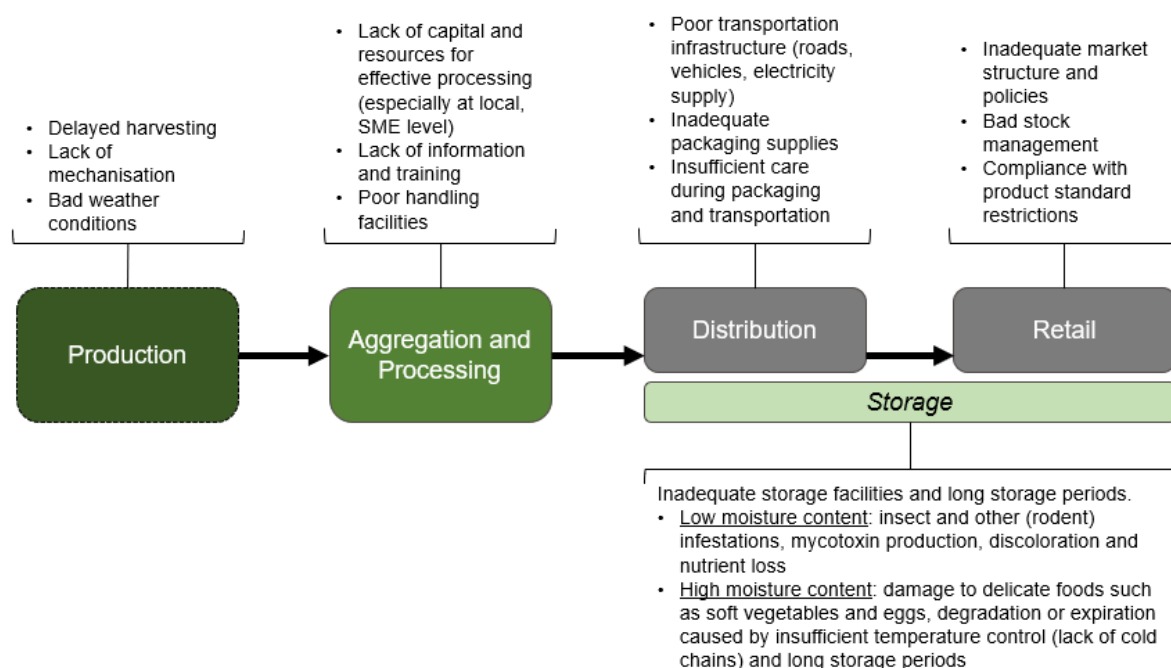 • Delayed harvesting
• Lack of
mechanisation
• Bad weather
conditions
• Lack of capital and
resources for
effective processing
(especially at local,
SME level)
• Lack of information
and training
• Poor handling
facilities
• Poor transportation
infrastructure (roads,
vehicles, electricity
supply)
• Inadequate
packaging supplies
• Insufficient care
during packaging
and transportation
• Inadequate market
structure and
policies
• Bad stock
management
• Compliance with
product standard
restrictions
Production
Aggregation and
Processing
Distribution
Retail
Storage
Inadequate storage facilities and long storage periods.
• Low moisture content: insect and other (rodent)
infestations, mycotoxin production, discoloration and
nutrient loss
• High moisture content: damage to delicate foods such
as soft vegetables and eggs, degradation or expiration
caused by insufficient temperature control (lack of cold
chains) and long storage periods